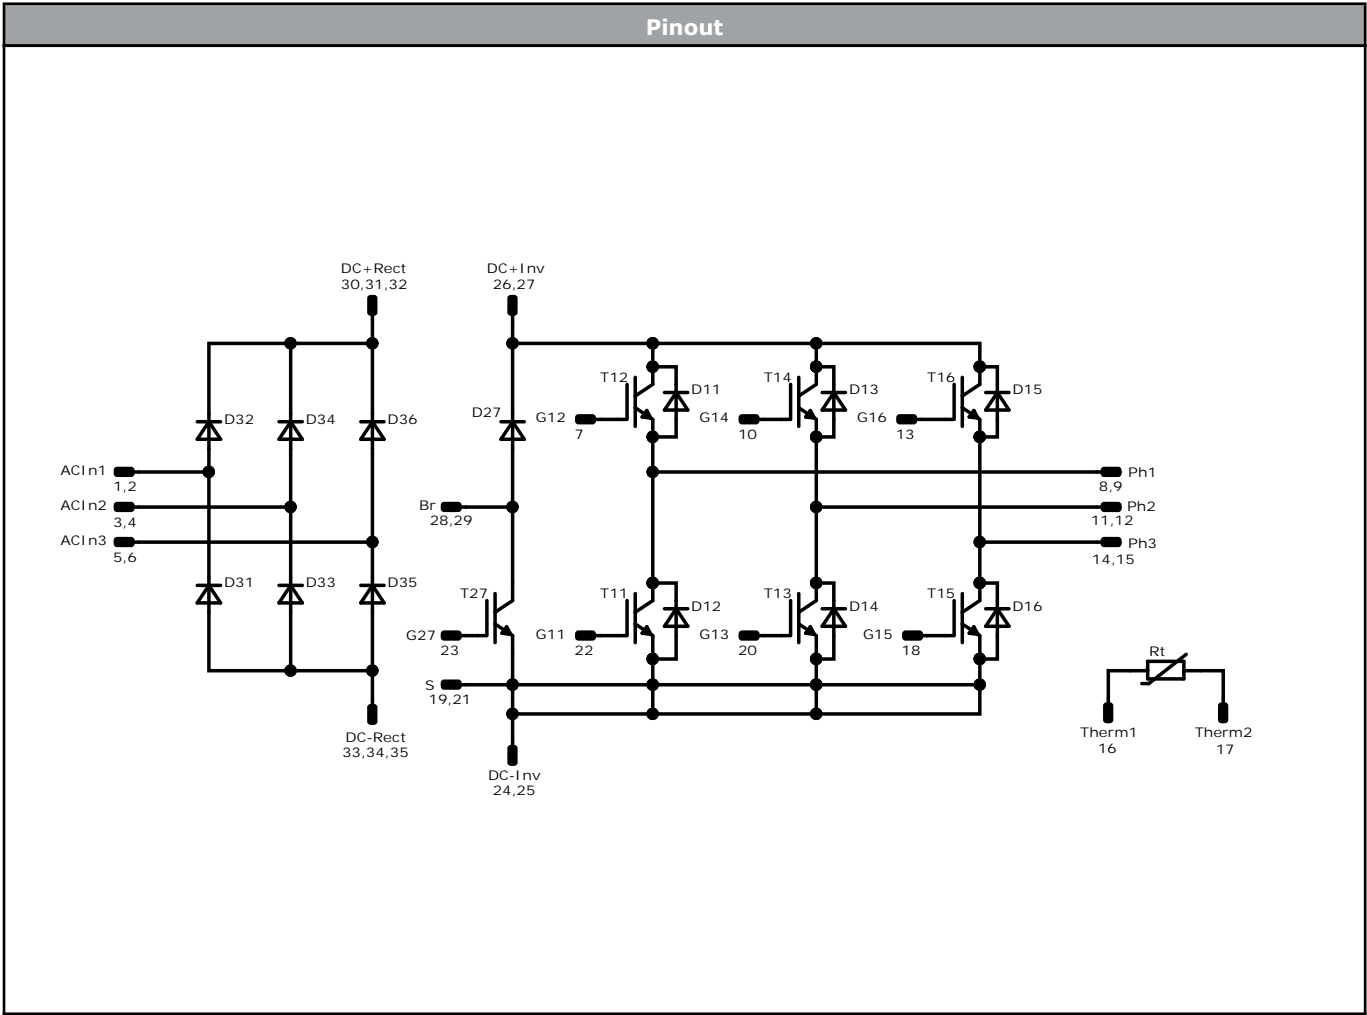 Pinout
DC+Rect
30,31,32
DC+Inv
26,27
T12
D11
T14
D13
T16
D15
D32
D34
D36
D27
G12
7
G14
10
G16
13
ACIn1
1,2
ACIn2
3,4
ACIn3
5,6
Br
28,29
Ph1
8,9
Ph2
11,12
Ph3
14,15
D31
D33
D35
T27
T11
D12
T13
D14
T15
D16
G27
23
G11
22
G13
20
G15
18
S
19,21
Rt
DC-Rect
33,34,35
DC-Inv
24,25
Therm1
16
Therm2
17